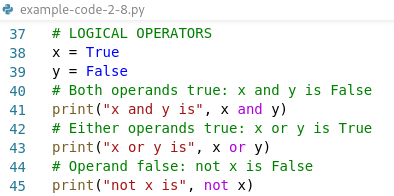 example-code-2-8.py
37 # LOGICAL OPERATORS
38 x = True
39 y = False
40 # Both operands true: x and y is False
41 print("x and y is", x and y)
42 # Either operands true: x or y is True
43 print("x or y is", x or y)
44 # Operand false: not x is False
45 print("not x is", not x)